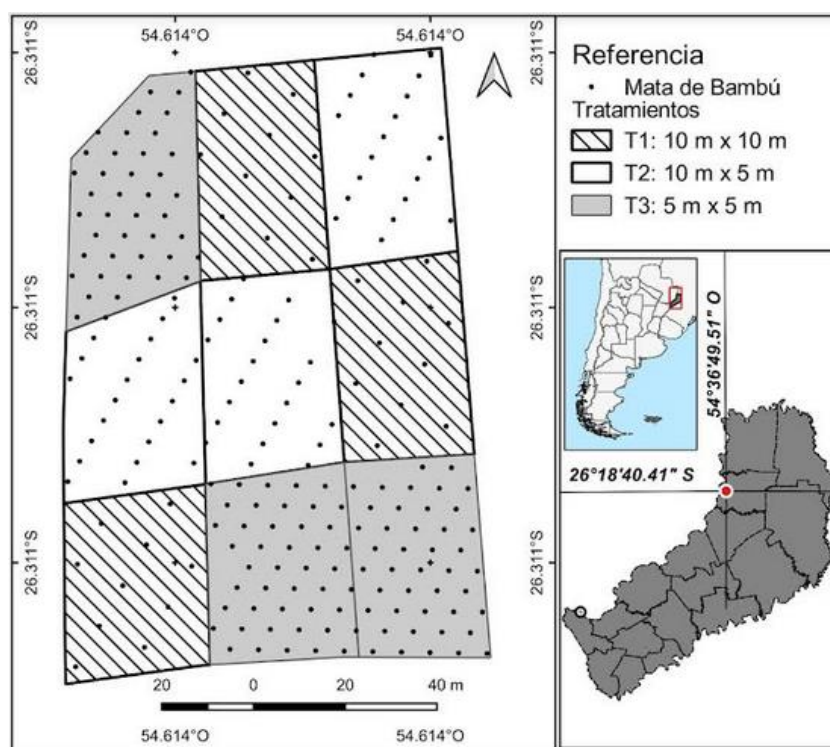 54.614°O
54.614°O
26.311°S
26.311°S
26.311°S
26.311°S
26.311°S
26.311°S
20
0
20
40 m
54.614°O
54.614°O
Referencia
Mata de Bambú
Tratamientos
T1: 10 m x 10 m
T2: 10 m x 5 m
T3: 5 m x 5 m
54°36'49.51" O
26°18'40.41" S